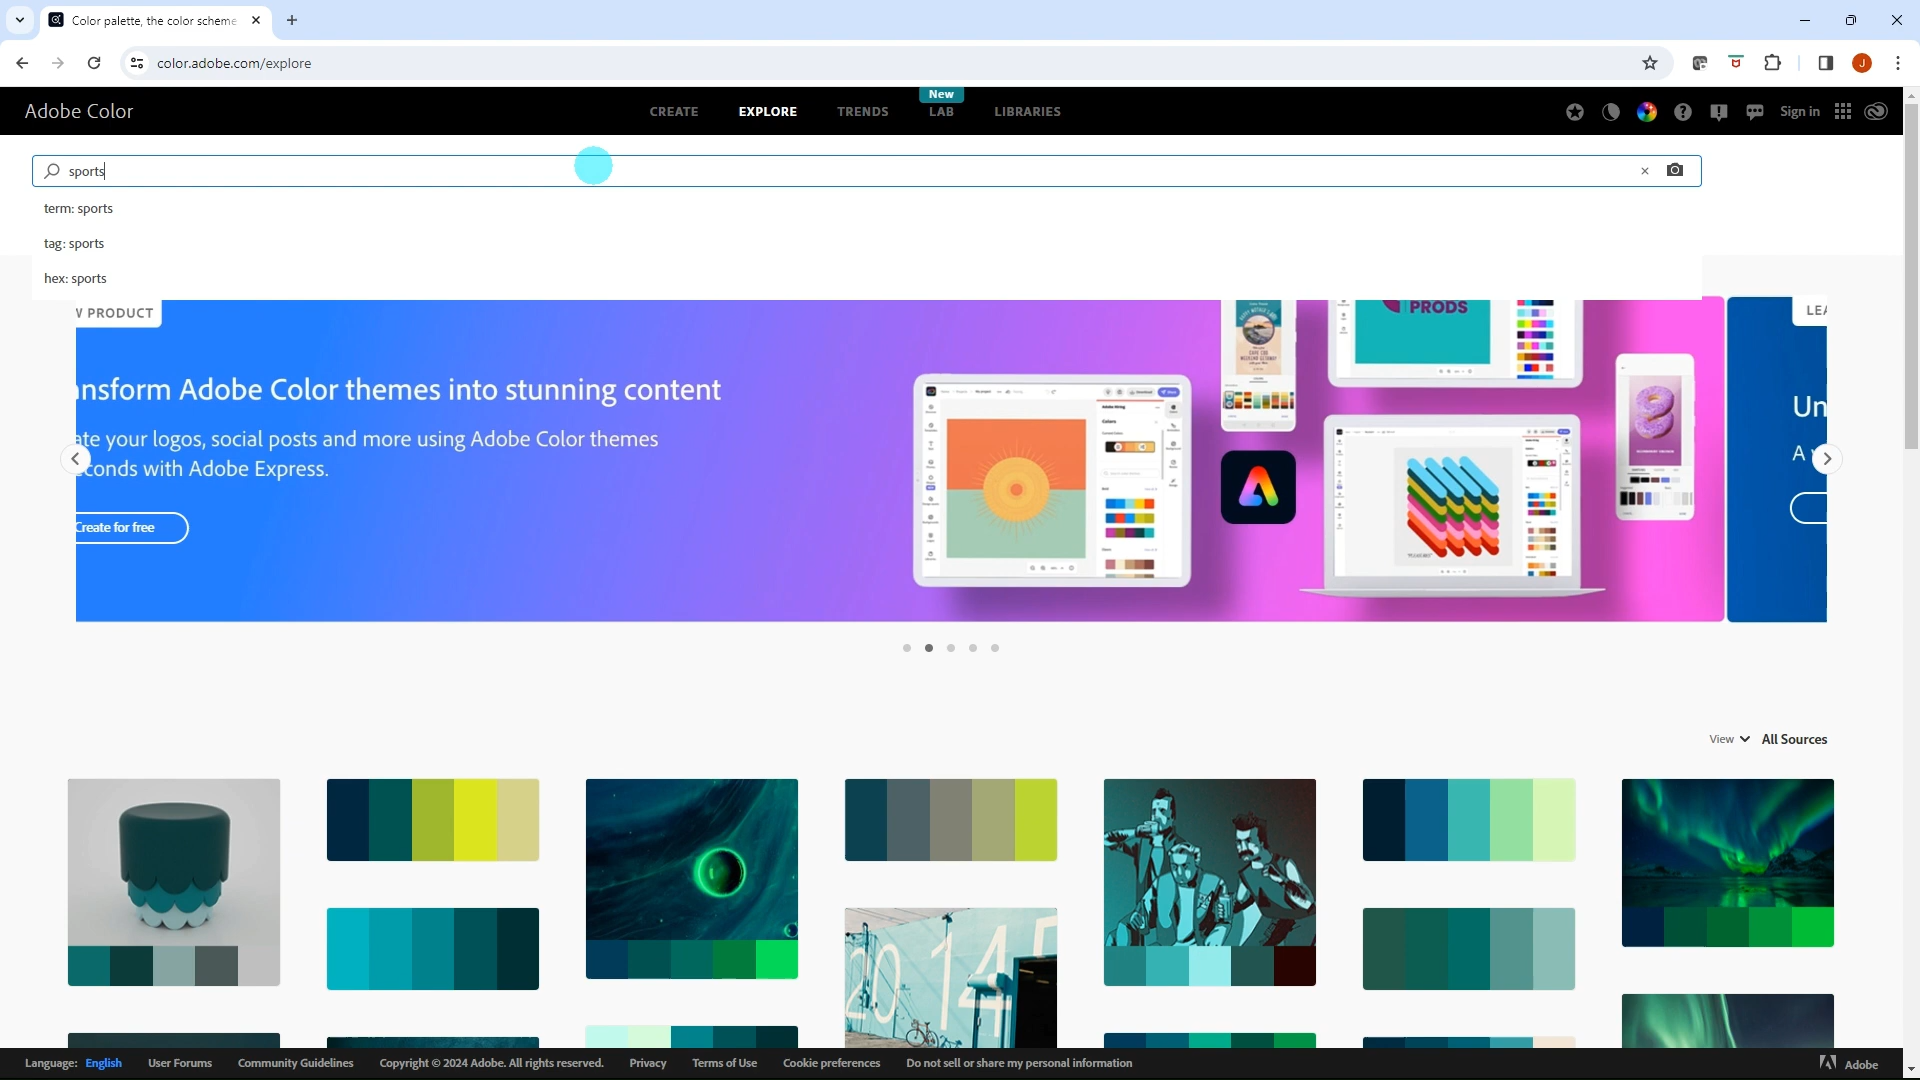 Color palette, the color scheme
color.adobe.com/explore
J
New
Adobe Color
CREATE
EXPLORE
TRENDS
LAB
LIBRARIES
Sign in
sports
term: sports
tag: sports
hex: sports
W PRODUCT
PRODS
LEA
ansform Adobe Color themes into stunning content
ate your logos, social posts and more using Adobe Color themes
econds with Adobe Express.
Create for free
Un
A
View
All Sources
2014
Language: English
User Forums
Community Guidelines
Copyright © 2024 Adobe. All rights reserved.
Privacy
Terms of Use
Cookie preferences
Do not sell or share my personal information
Adobe